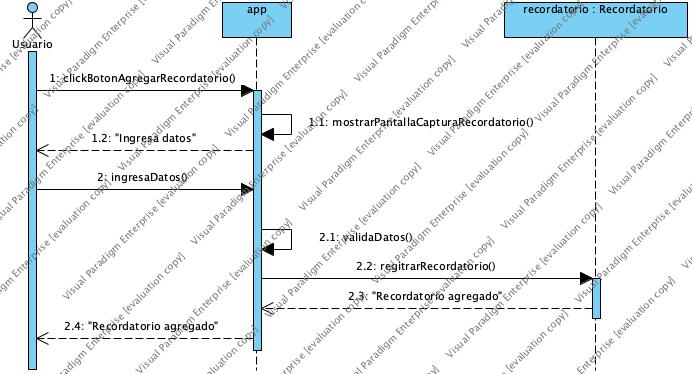 app
recordatorio : Recordatorio
Usuario
1: clickBotonAgregarRecordatorio()
1.1: mostrarPantallaCapturaRecordatorio()
1.2: "Ingresa datos"
2: ingresaDatos()
2.1: validaDatos()
2.2: regitrarRecordatorio()
2.3: "Recordatorio agregado"
2.4: "Recordatorio agregado"
Visual Paradigm Enterprise [evaluation copy]